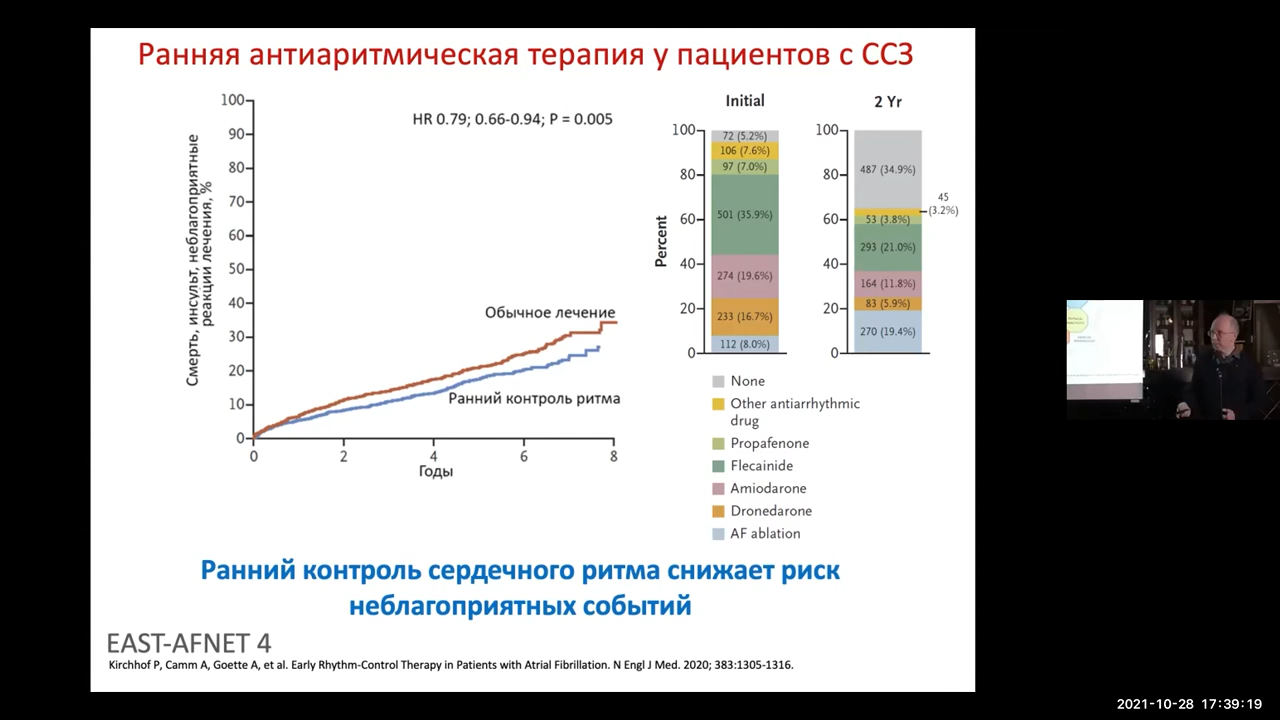 Ранняя антиаритмическая терапия у пациентов с ССЗ
HR 0.79; 0.66-0.94; P = 0.005
Смерть, инсульт, неблагоприятные
реакции лечения, %
100
90
80
70
60
50
40
30
20
10
0
0 2 4 6 8
Годы
Обычное лечение
Ранний контроль ритма
Initial
Percent
100
80
60
40
20
0
72 (5.2%)
106 (7.6%)
97 (7.0%)
501 (35.9%)
274 (19.6%)
233 (16.7%)
112 (8.0%)
2 Yr
100
80
60
40
20
0
487 (34.9%)
45
(3.2%)
53 (3.8%)
293 (21.0%)
164 (11.8%)
83 (5.9%)
270 (19.4%)
None
Other antiarrhythmic
drug
Propafenone
Flecainide
Amiodarone
Dronedarone
AF ablation
Ранний контроль сердечного ритма снижает риск
неблагоприятных событий
EAST-AFNET 4
Kirchhof P, Camm A, Goette A, et al. Early Rhythm-Control Therapy in Patients with Atrial Fibrillation. N Engl J Med. 2020; 383:1305-1316.
2021-10-28 17:39:19